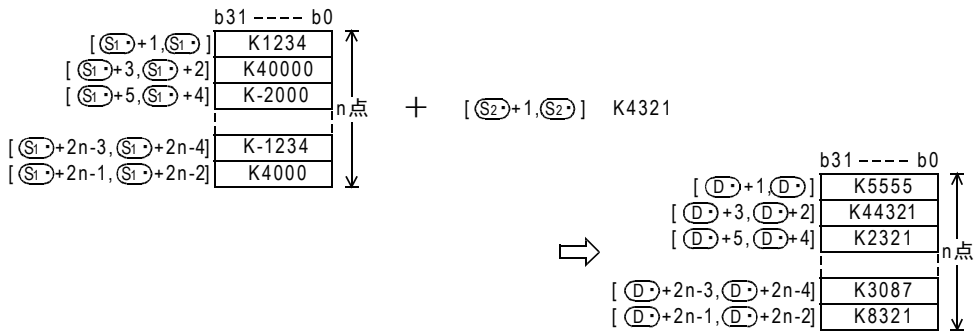 b31 ---- b0
[ S1· +1, S1· ] K1234
[ S1· +3, S1· +2] K40000
[ S1· +5, S1· +4] K-2000
n点
+ [ S2· +1, S2· ] K4321
[ S1· +2n-3, S1· +2n-4] K-1234
[ S1· +2n-1, S1· +2n-2] K4000
b31 ---- b0
[ D· +1, D· ] K5555
[ D· +3, D· +2] K44321
[ D· +5, D· +4] K2321
n点
[ D· +2n-3, D· +2n-4] K3087
[ D· +2n-1, D· +2n-2] K8321